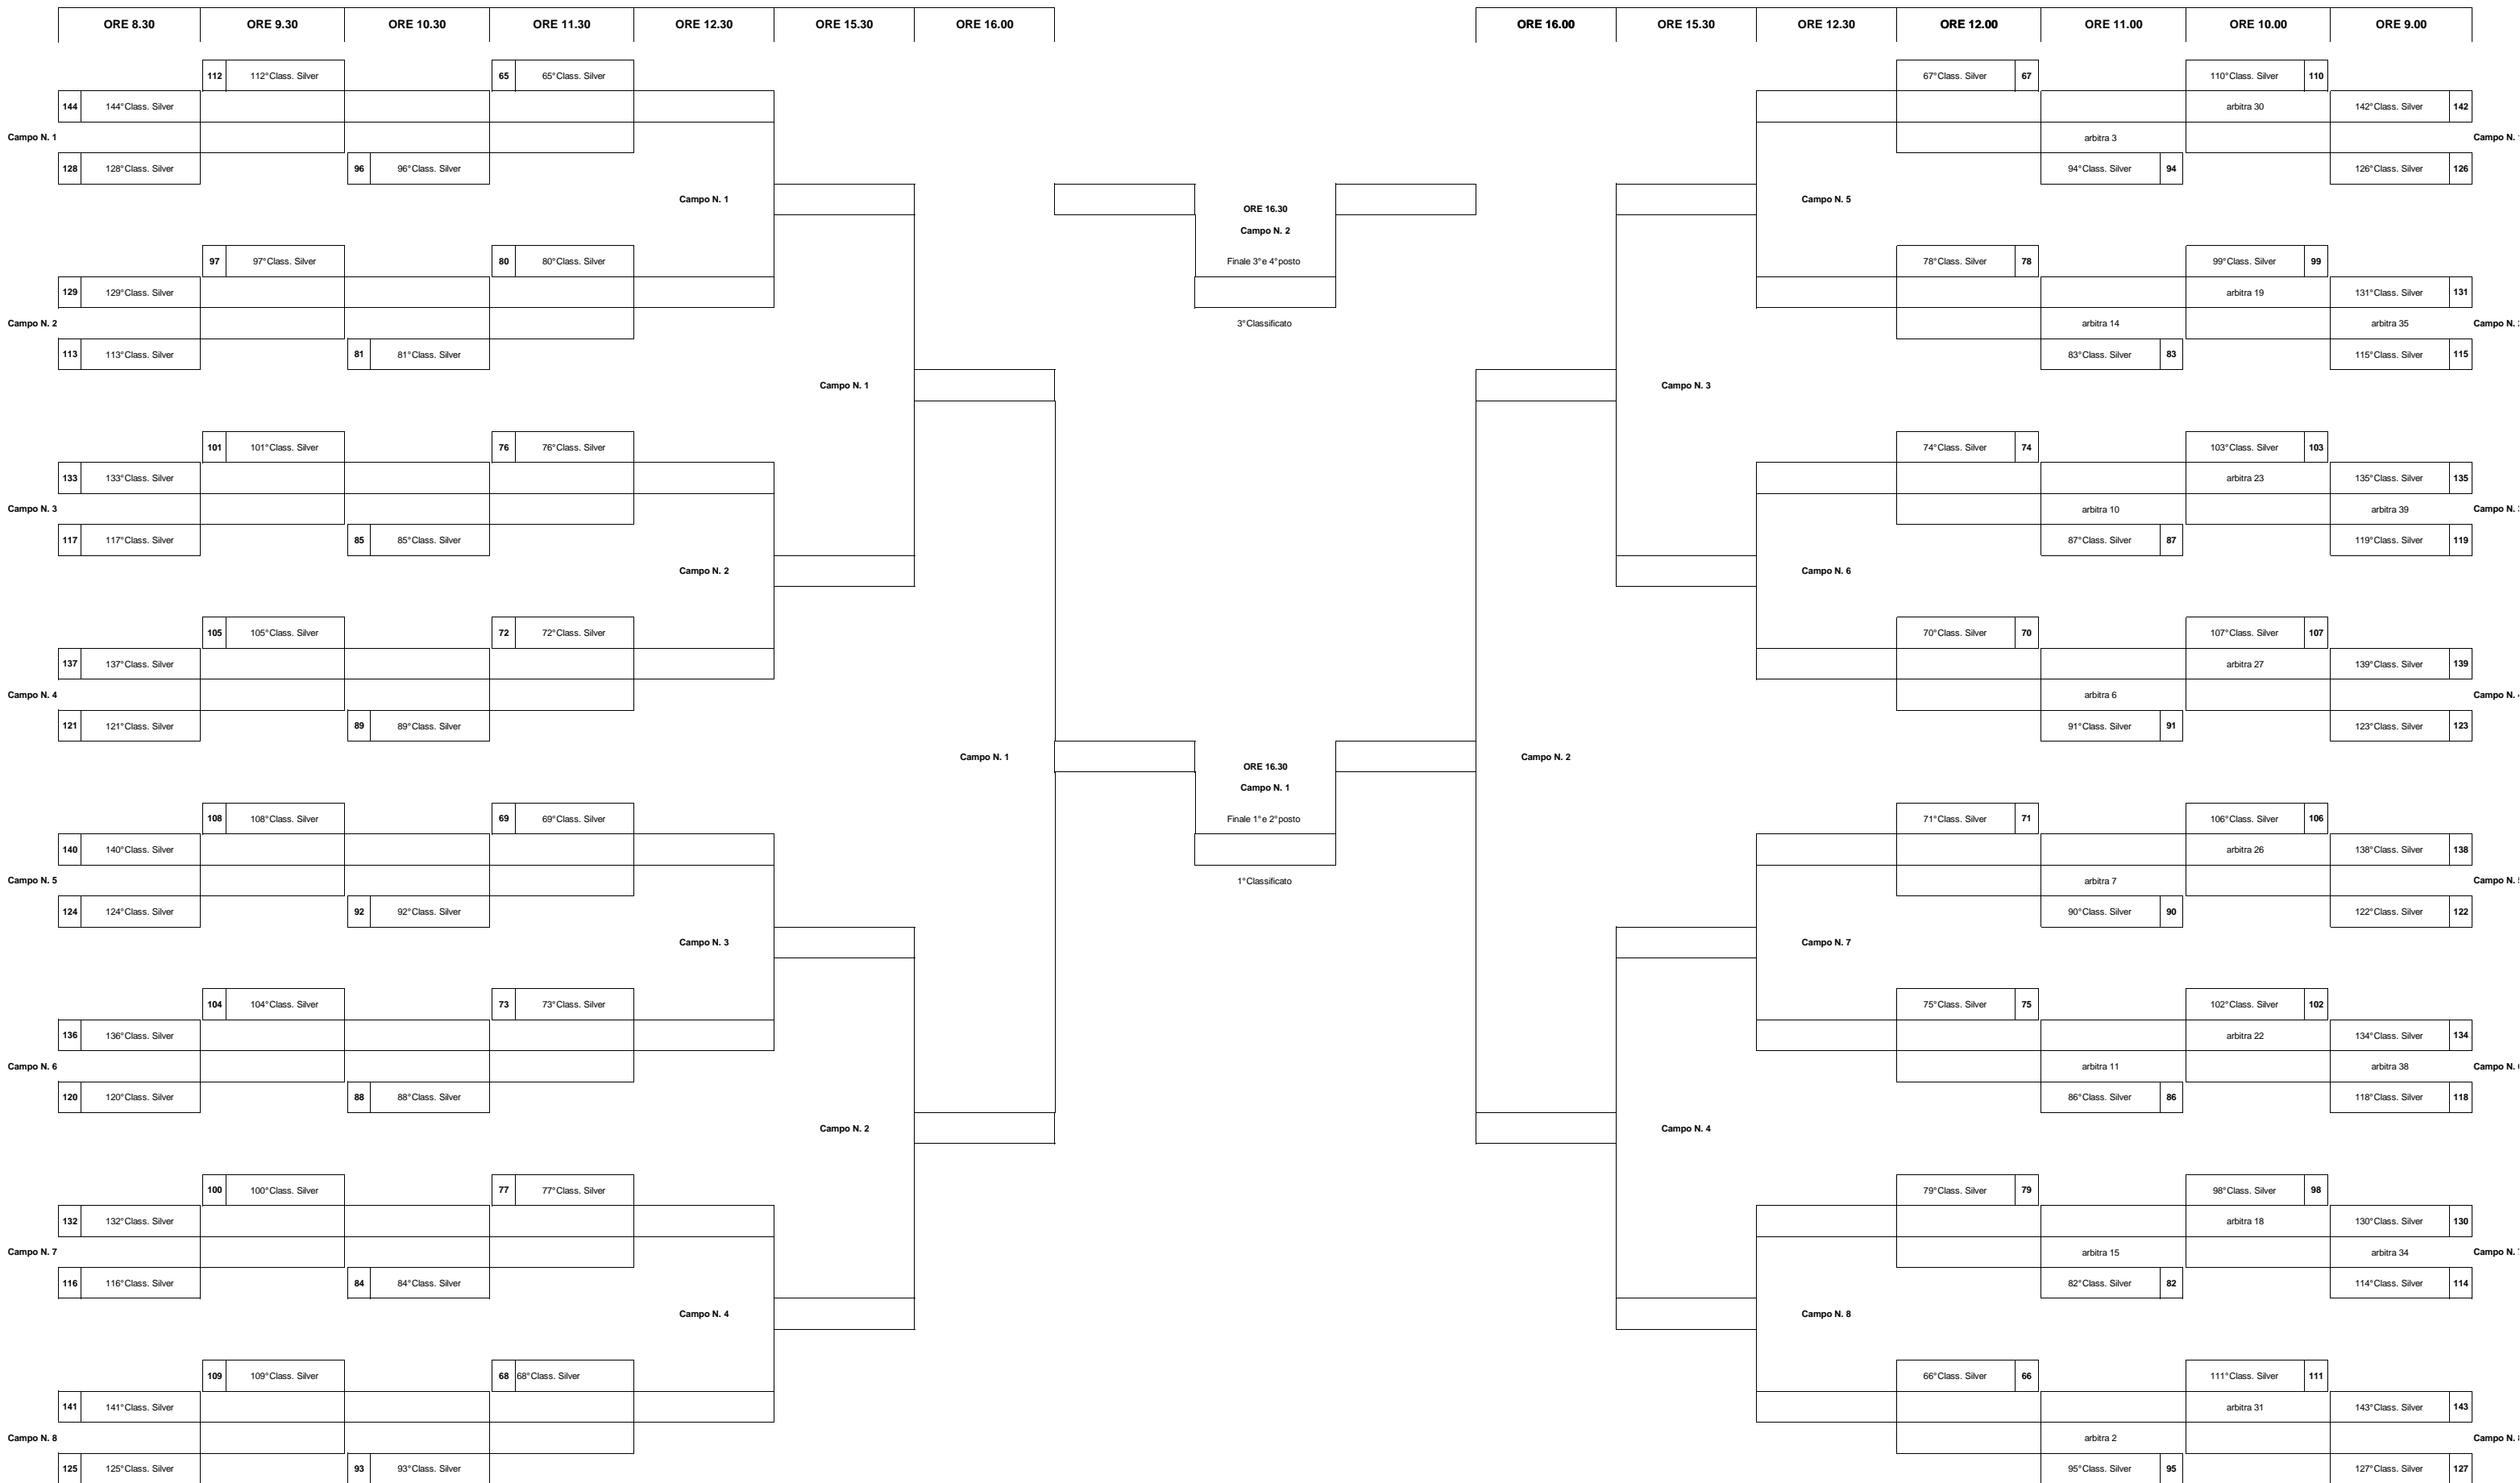 ORE 8.30 ORE 9.30 ORE 10.30 ORE 11.30 ORE 12.30 ORE 15.30 ORE 16.00 ORE 16.00 ORE 15.30 ORE 12.30 ORE 12.00 ORE 11.00 ORE 10.00 ORE 9.00
112 112°Class. Silver 65 65°Class. Silver 67°Class. Silver 67 110°Class. Silver 110
144 144°Class. Silver arbitra 30 142°Class. Silver 142
Campo N. 1 arbitra 3 Campo N.
128 128°Class. Silver 96 96°Class. Silver 94°Class. Silver 94 126°Class. Silver 126
Campo N. 1 Campo N. 5
ORE 16.30
Campo N. 2
97 97°Class. Silver 80 80°Class. Silver Finale 3°e 4°posto 78°Class. Silver 78 99°Class. Silver 99
129 129°Class. Silver arbitra 19 131°Class. Silver 131
Campo N. 2 3°Classificato arbitra 14 arbitra 35 Campo N.
113 113°Class. Silver 81 81°Class. Silver 83°Class. Silver 83 115°Class. Silver 115
Campo N. 1 Campo N. 3
101 101°Class. Silver 76 76°Class. Silver 74°Class. Silver 74 103°Class. Silver 103
133 133°Class. Silver arbitra 23 135°Class. Silver 135
Campo N. 3 arbitra 10 arbitra 39 Campo N.
117 117°Class. Silver 85 85°Class. Silver 87°Class. Silver 87 119°Class. Silver 119
Campo N. 2 Campo N. 6
105 105°Class. Silver 72 72°Class. Silver 70°Class. Silver 70 107°Class. Silver 107
137 137°Class. Silver arbitra 27 139°Class. Silver 139
Campo N. 4 arbitra 6 Campo N.
121 121°Class. Silver 89 89°Class. Silver 91°Class. Silver 91 123°Class. Silver 123
Campo N. 1 Campo N. 2
ORE 16.30
Campo N. 1
108 108°Class. Silver 69 69°Class. Silver Finale 1°e 2°posto 71°Class. Silver 71 106°Class. Silver 106
140 140°Class. Silver arbitra 26 138°Class. Silver 138
Campo N. 5 1°Classificato arbitra 7 Campo N.
124 124°Class. Silver 92 92°Class. Silver 90°Class. Silver 90 122°Class. Silver 122
Campo N. 3 Campo N. 7
104 104°Class. Silver 73 73°Class. Silver 75°Class. Silver 75 102°Class. Silver 102
136 136°Class. Silver arbitra 22 134°Class. Silver 134
Campo N. 6 arbitra 11 arbitra 38 Campo N.
120 120°Class. Silver 88 88°Class. Silver 86°Class. Silver 86 118°Class. Silver 118
Campo N. 2 Campo N. 4
100 100°Class. Silver 77 77°Class. Silver 79°Class. Silver 79 98°Class. Silver 98
132 132°Class. Silver arbitra 18 130°Class. Silver 130
Campo N. 7 arbitra 15 arbitra 34 Campo N.
116 116°Class. Silver 84 84°Class. Silver 82°Class. Silver 82 114°Class. Silver 114
Campo N. 4 Campo N. 8
109 109°Class. Silver 68 68°Class. Silver 66°Class. Silver 66 111°Class. Silver 111
141 141°Class. Silver arbitra 31 143°Class. Silver 143
Campo N. 8 arbitra 2 Campo N.
125 125°Class. Silver 93 93°Class. Silver 95°Class. Silver 95 127°Class. Silver 127